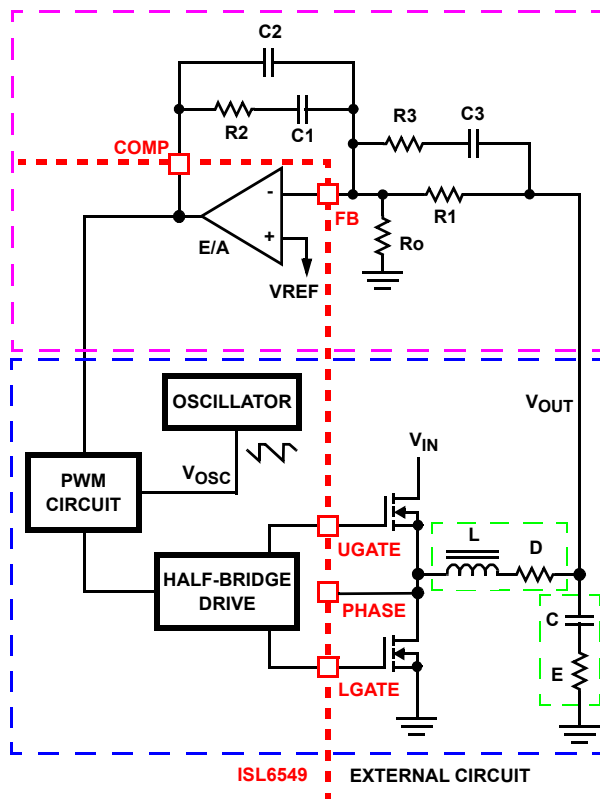 C2
R2
C1
R3
C3
COMP
R1
FB
E/A
-
+
Ro
VREF
OSCILLATOR
VOUT
VIN
PWM
CIRCUIT
VOSC
UGATE
L
D
HALF-BRIDGE
DRIVE
PHASE
C
E
LGATE
ISL6549
EXTERNAL CIRCUIT